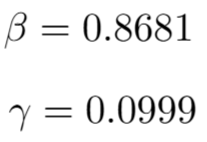 β = 0.8681
γ = 0.0999